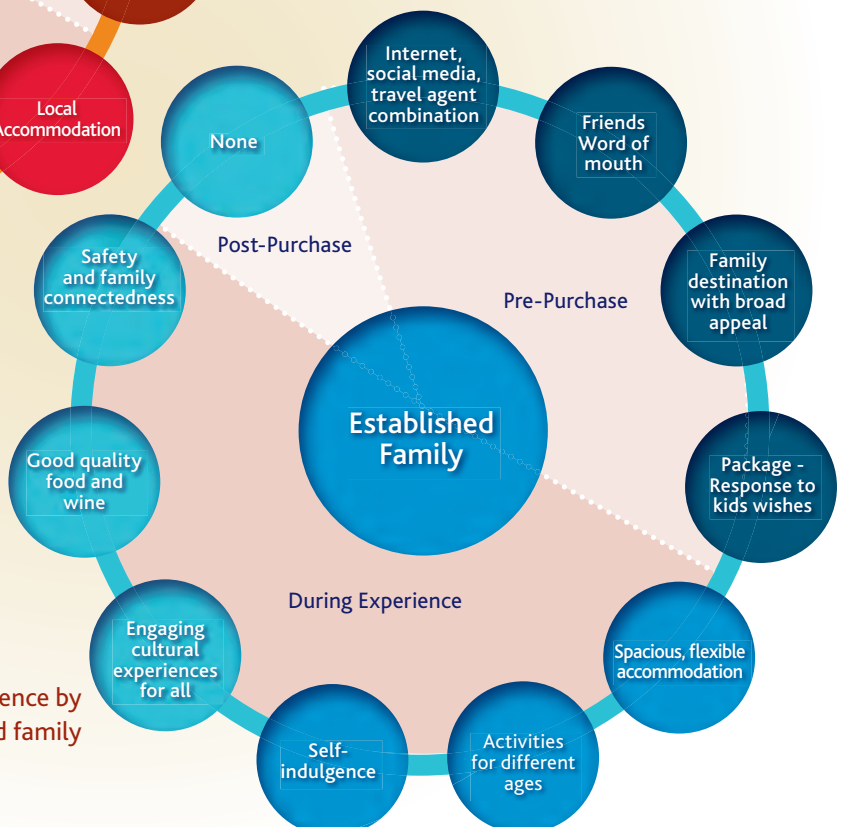 Local
Accommodation
None
Internet,
social media,
travel agent
combination
Friends
Word of
mouth
Family
destination
with broad
appeal
Package -
Response to
kids wishes
Spacious, flexible
accommodation
Activities
for different
ages
Self-
indulgence
Engaging
cultural
experiences
for all
Good quality
food and
wine
Safety
and family
connectedness
Post-Purchase
Pre-Purchase
During Experience
Established
Family
by
family